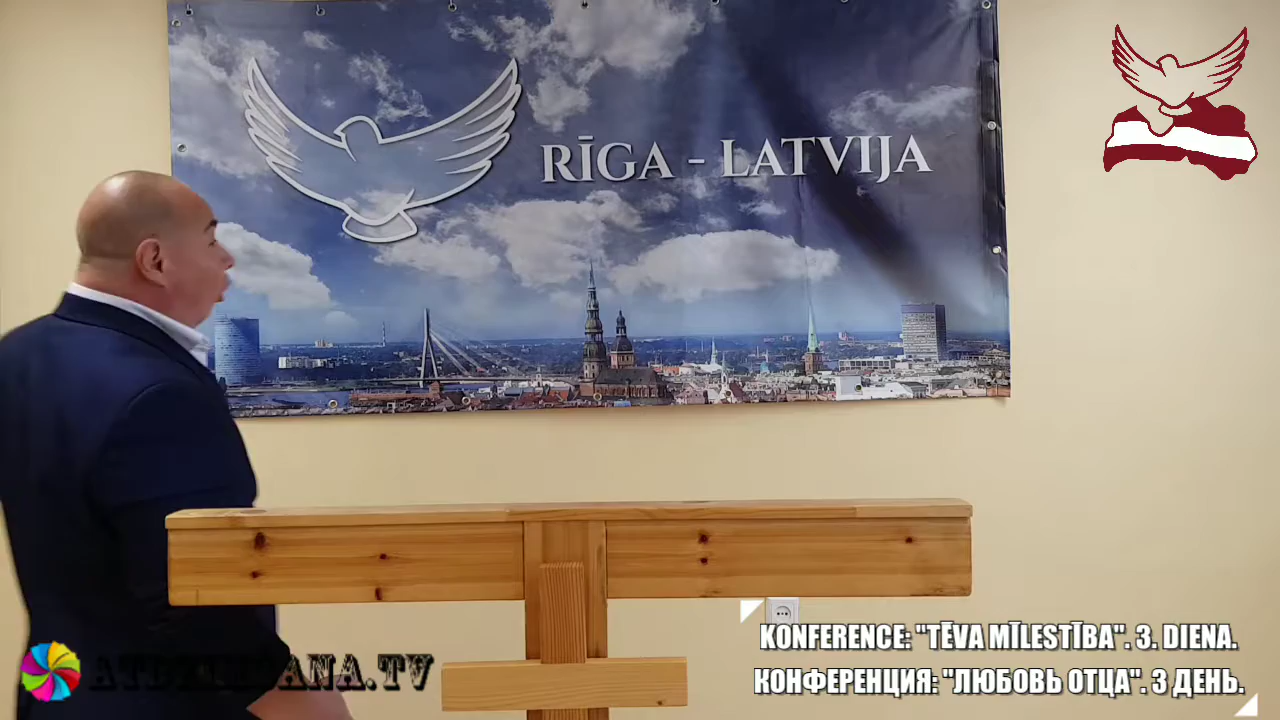 RĪGA - LATVIJA
KONFERENCE: "TĒVA MĪLESTĪBA". 3. DIENA.
КОНФЕРЕНЦИЯ: "ЛЮБОВЬ ОТЦА". 3 ДЕНЬ.